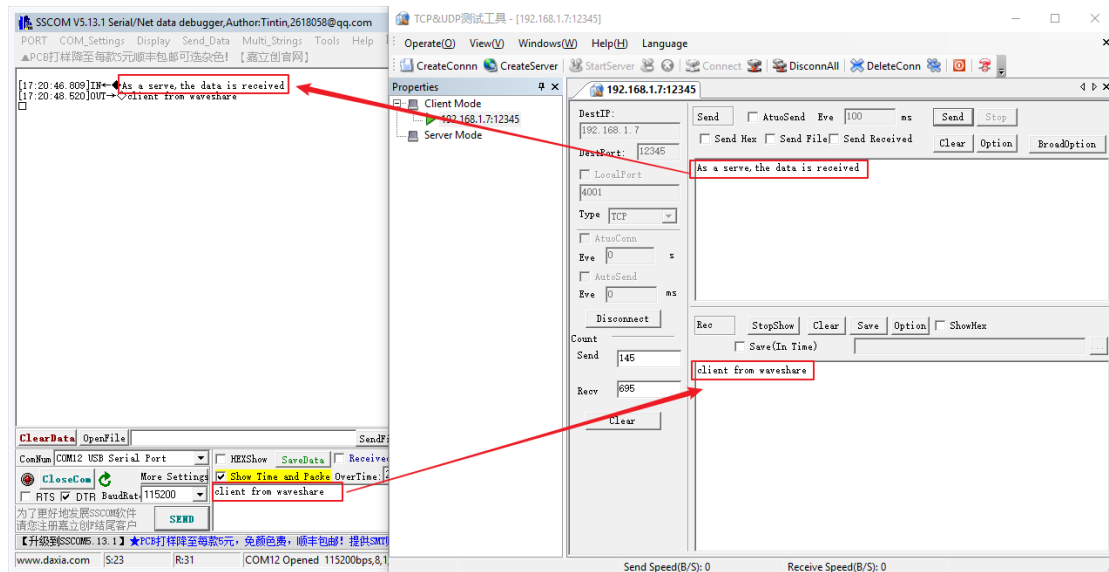 SSCOM V5.13.1 Serial/Net data debugger,Author:Tintin,2618058@qq.com
PORT COM_Settings Display Send_Data Multi_Strings Tools Help
▲PCB打样降至每款5元顺丰包邮可选杂色! 【嘉立创官网】
[17:20:46.809]IN←◆As a serve,the data is received
[17:20:48.520]OUT→◇client from waveshare
ClearData OpenFile SendFi
ComNum COM12 USB Serial Port HEXShow SaveData Receive
CloseCom More Settings Show Time and Packe OverTime:
RTS DTR BaudRat 115200 client from waveshare
为了更好地发展SSCOM软件
请您注册嘉立创F结尾客户
SEND
【升级到SSCOM5.13.1】★PCB打样降至每款5元,免颜色费,顺丰包邮!提供SMT
www.daxia.com S:23 R:31 COM12 Opened 115200bps,8,1
TCP&UDP测试工具 - [192.168.1.7:12345]
Operate(O) View(V) Windows(W) Help(H) Language
CreateConnn CreateServer StartServer Connect DisconnAll DeleteConn
Properties
Client Mode
192.168.1.7:12345
Server Mode
192.168.1.7:12345
DestIP:
192.168.1.7
DestPort: 12345
LocalPort
4001
Type TCP
AtuoConn
Eve 0 s
AutoSend
Eve 0 ms
Disconnect
Count
Send 145
Recv 695
Clear
Send AtuoSend Eve 100 ms Send Stop
Send Hex Send File Send Received Clear Option BroadOption
As a serve,the data is received
Rec StopShow Clear Save Option ShowHex
Save(In Time) ...
client from waveshare
Send Speed(B/S): 0 Receive Speed(B/S): 0